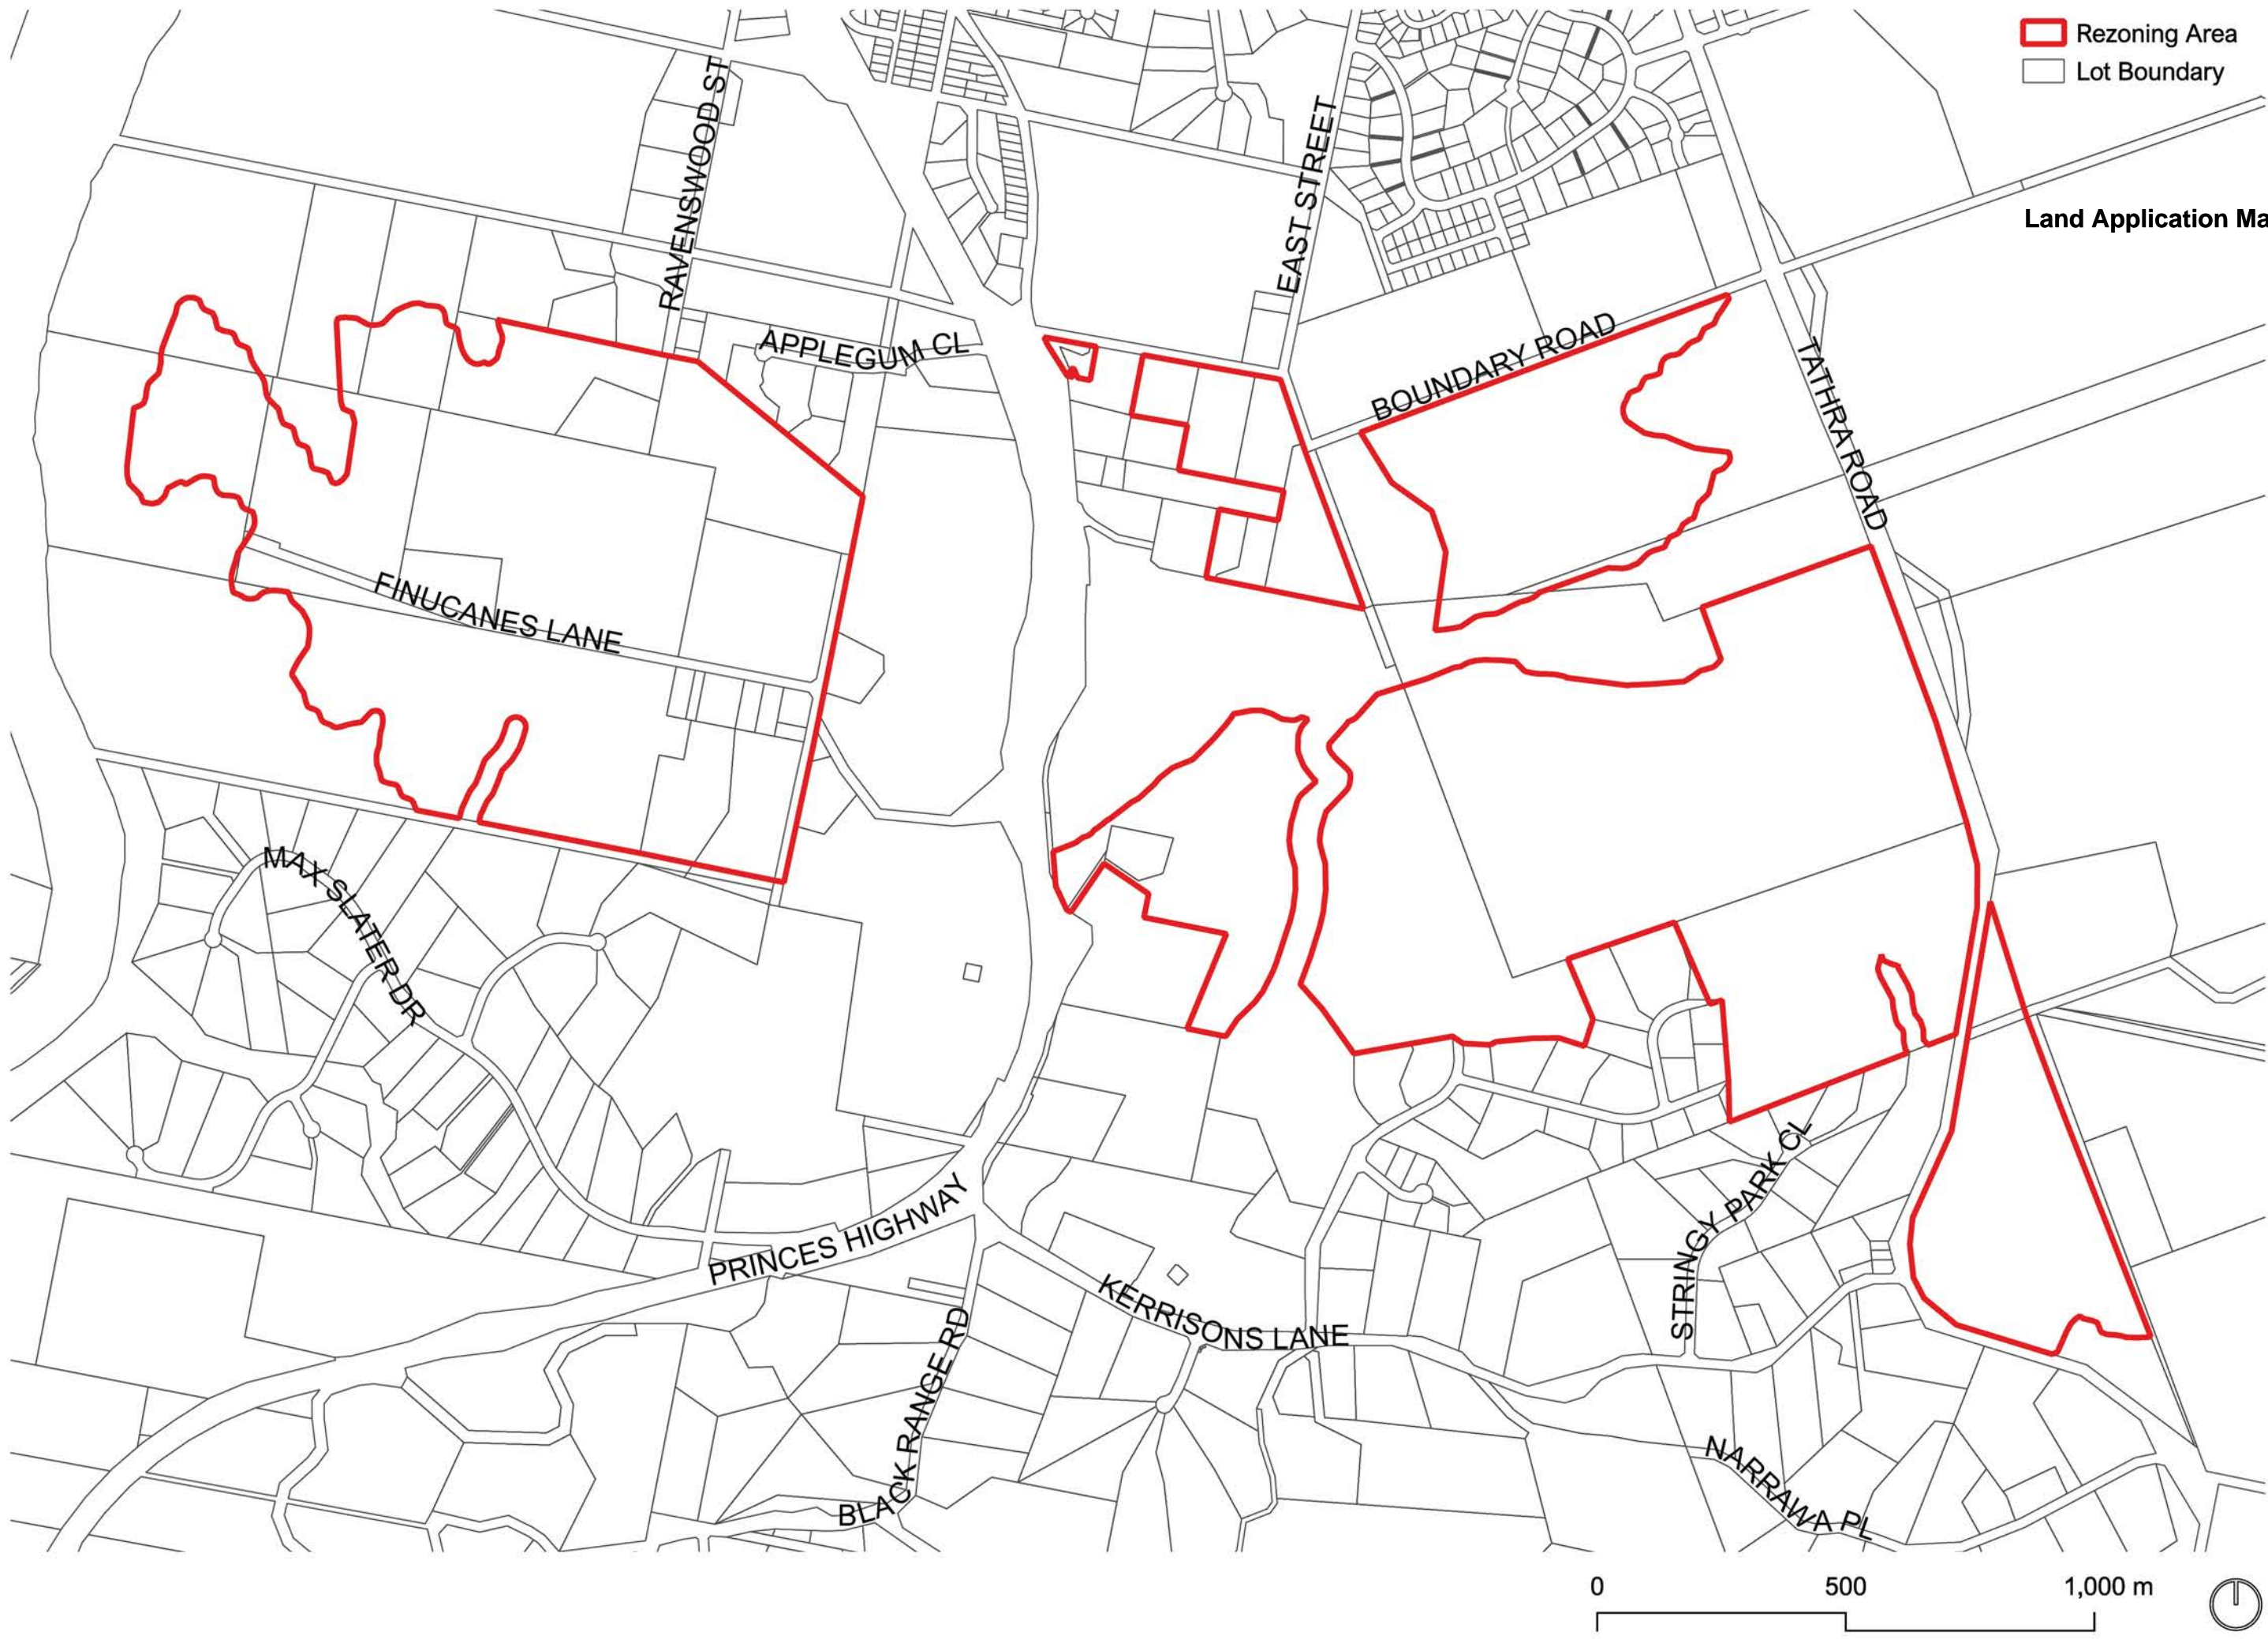 Rezoning Area
Lot Boundary
Land Application Ma
RAVENSWOOD ST
EAST STREET
APPLEGUM CL
BOUNDARY ROAD
TATHRA ROAD
FINUCANES LANE
MAX SLATER DR
PRINCES HIGHWAY
STRINGY PARK CL
KERRISONS LANE
BLACK RANGE RD
NARRAWA PL
0 500 1,000 m